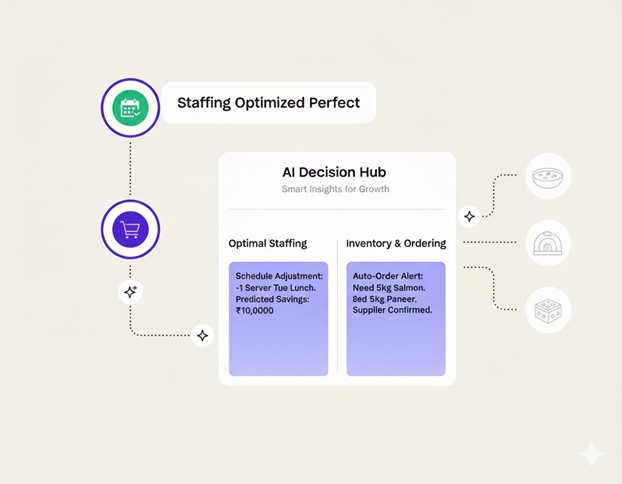 Staffing Optimized Perfect
AI Decision Hub
Smart Insights for Growth
Optimal Staffing
Schedule Adjustment:
-1 Server Tue Lunch.
Predicted Savings:
₹10,0000
Inventory & Ordering
Auto-Order Alert:
Need 5kg Salmon.
Bed 5kg Paneer.
Supplier Confirmed.